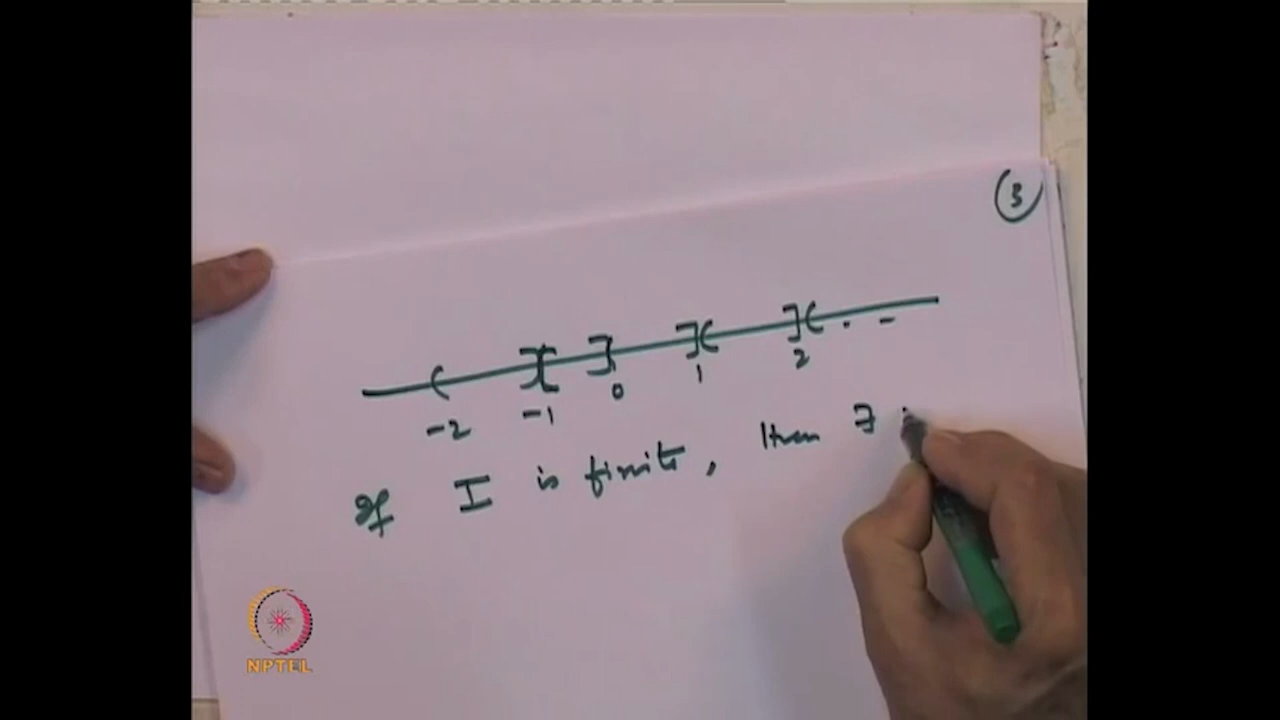 3
] ( ] ( . . -
( ] [ ]
-2 -1 0 1 2
If I is finite, then ∃
NPTEL